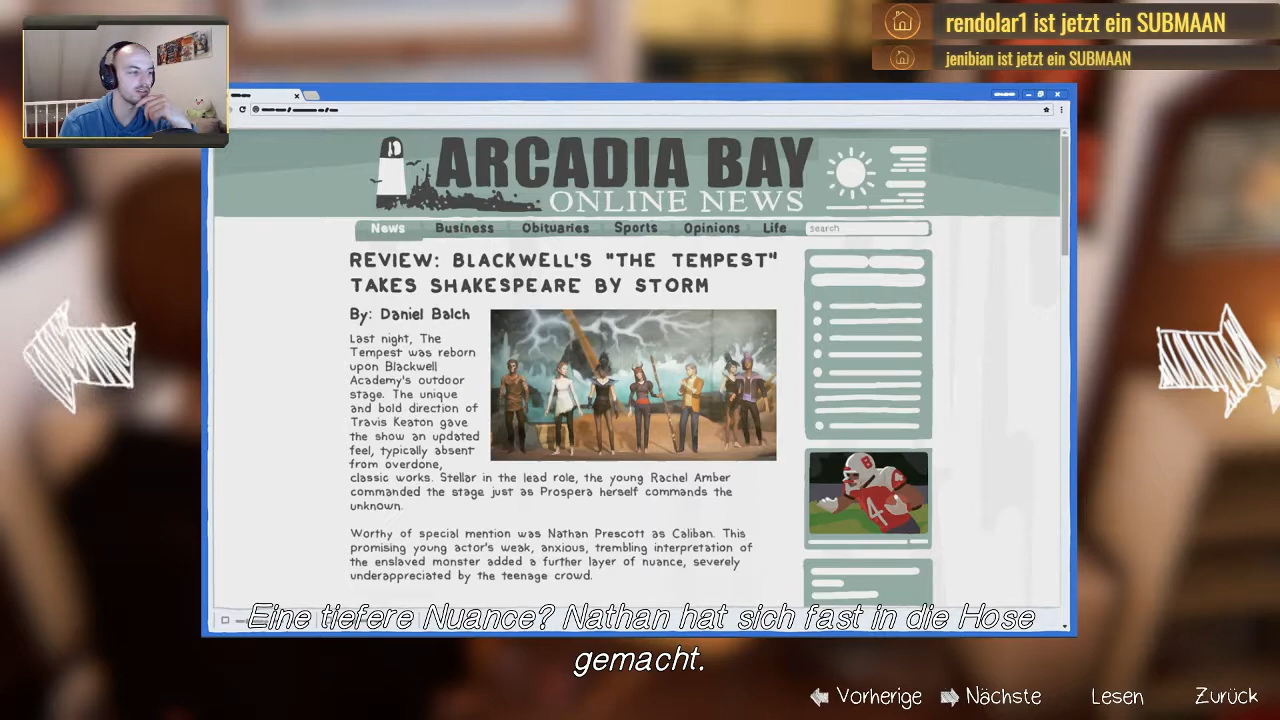 rendolar1 ist jetzt ein SUBMAAN
jenibian ist jetzt ein SUBMAAN
ARCADIA BAY
ONLINE NEWS
News Business Obituaries Sports Opinions Life search
REVIEW: BLACKWELL'S "THE TEMPEST"
TAKES SHAKESPEARE BY STORM
By: Daniel Balch
Last night, The
Tempest was reborn
upon Blackwell
Academy's outdoor
stage. The unique
and bold direction of
Travis Keaton gave
the show an updated
feel, typically absent
from overdone,
classic works. Stellar in the lead role, the young Rachel Amber
commanded the stage just as Prospera herself commands the
unknown.
Worthy of special mention was Nathan Prescott as Caliban. This
promising young actor's weak, anxious, trembling interpretation of
the enslaved monster added a further layer of nuance, severely
underappreciated by the teenage crowd.
B
4
Eine tiefere Nuance? Nathan hat sich fast in die Hose
gemacht.
Vorherige Nächste Lesen Zurück